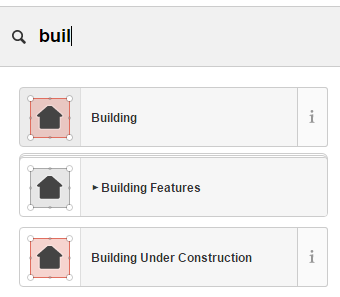 buil
Building
i
Building Features
Building Under Construction
i